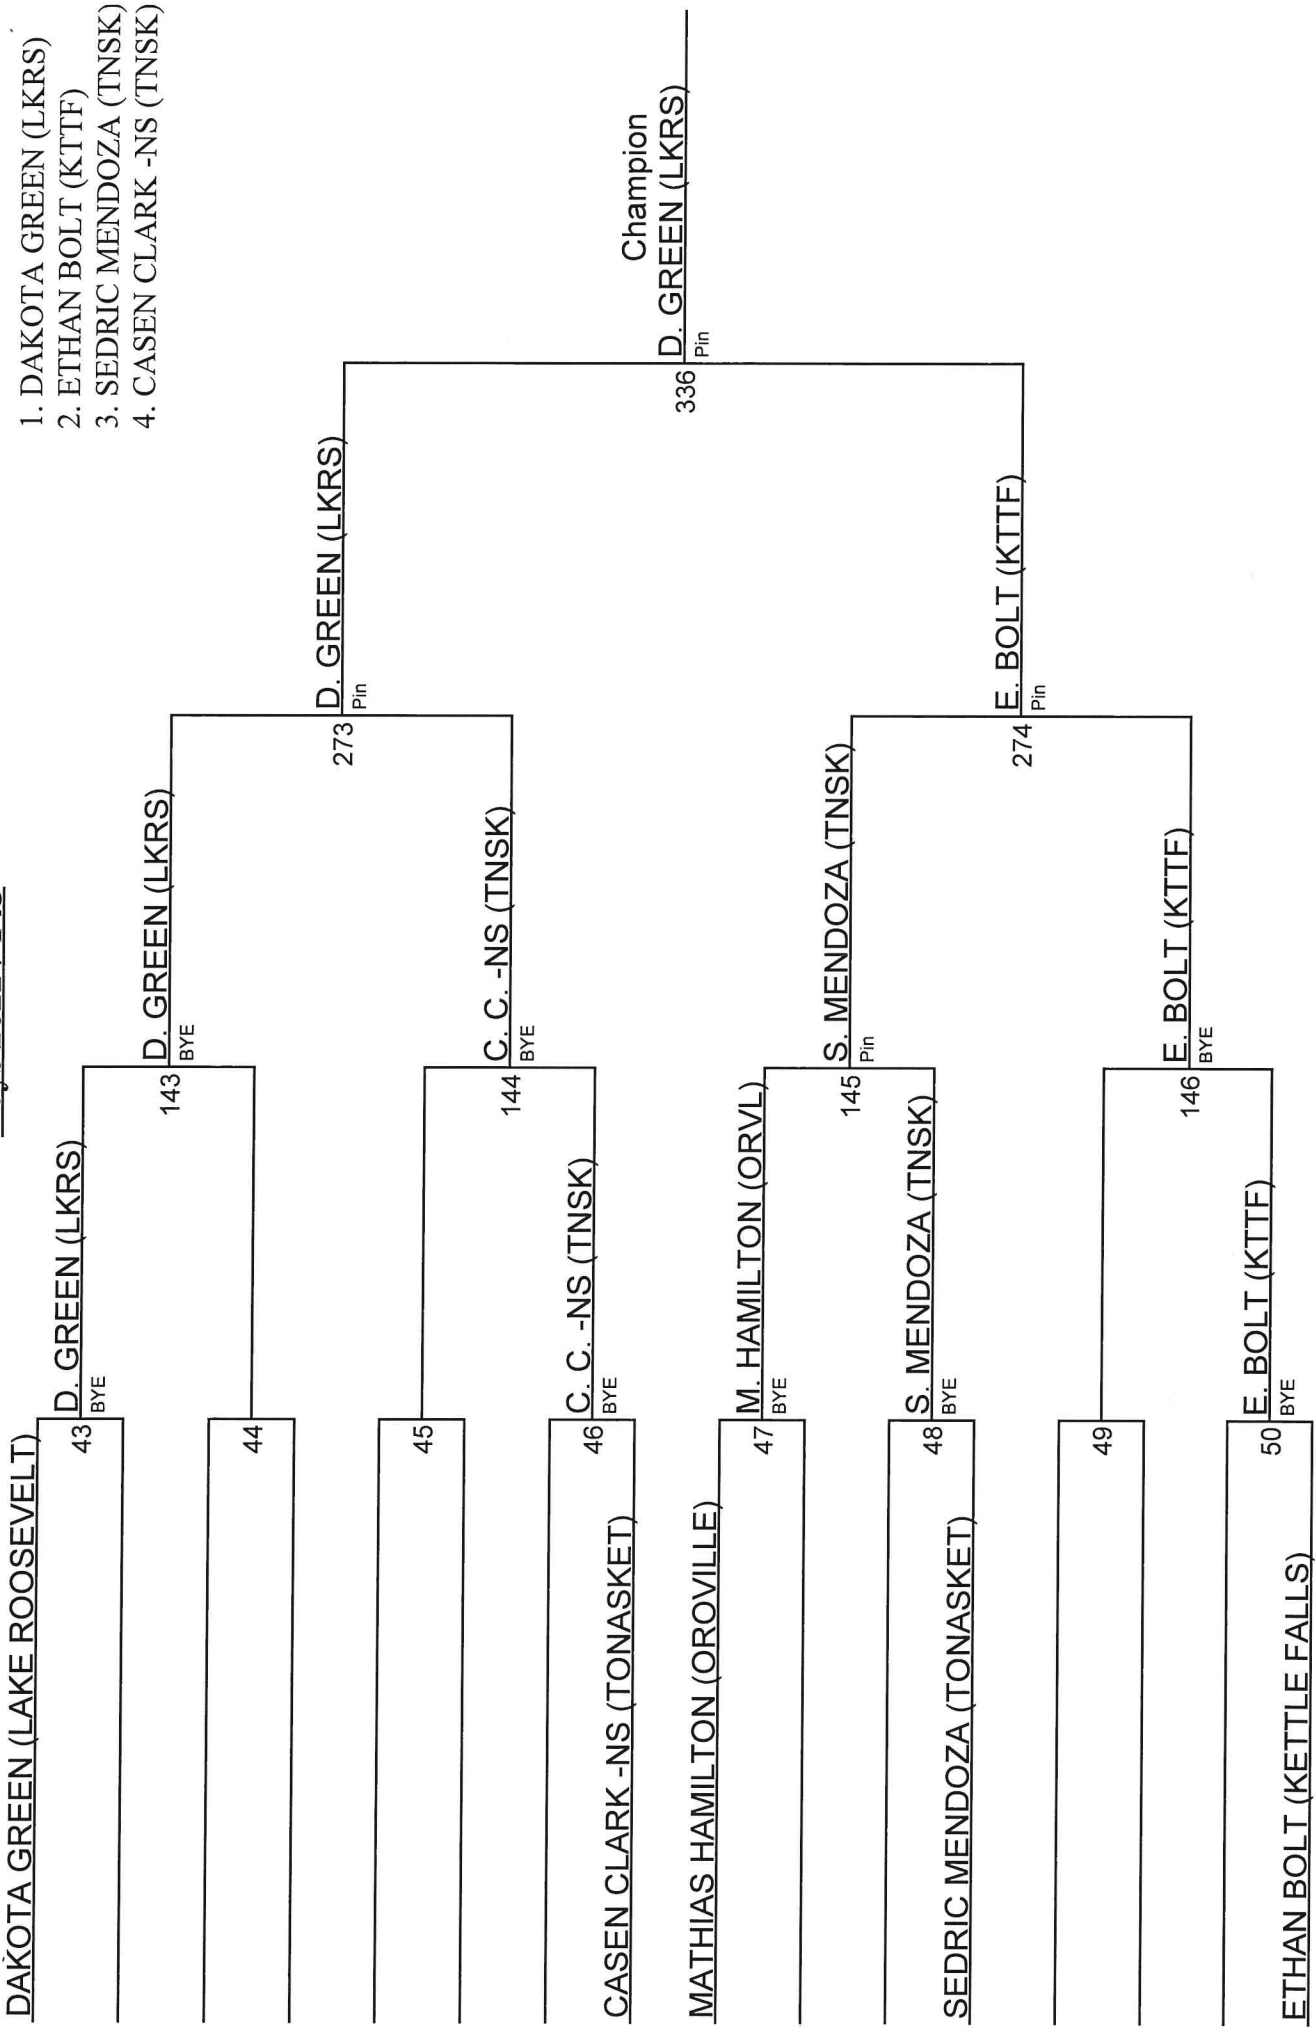 1. DAKOTA GREEN (LKRS)
2. ETHAN BOLT (KTTF)
3. SEDRIC MENDOZA (TNSK)
4. CASEN CLARK -NS (TNSK)
DAKOTA GREEN (LAKE ROOSEVELT)
43
D. GREEN (LKRS)
BYE
44
143
D. GREEN (LKRS)
BYE
45
CASEN CLARK -NS (TONASKET)
46
C. C. -NS (TNSK)
BYE
144
C. C. -NS (TNSK)
BYE
273
D. GREEN (LKRS)
Pin
MATHIAS HAMILTON (OROVILLE)
47
M. HAMILTON (ORVL)
BYE
SEDRIC MENDOZA (TONASKET)
48
S. MENDOZA (TNSK)
BYE
145
S. MENDOZA (TNSK)
Pin
49
ETHAN BOLT (KETTLE FALLS)
50
E. BOLT (KTTF)
BYE
146
E. BOLT (KTTF)
BYE
274
E. BOLT (KTTF)
Pin
336
Champion
D. GREEN (LKRS)
Pin